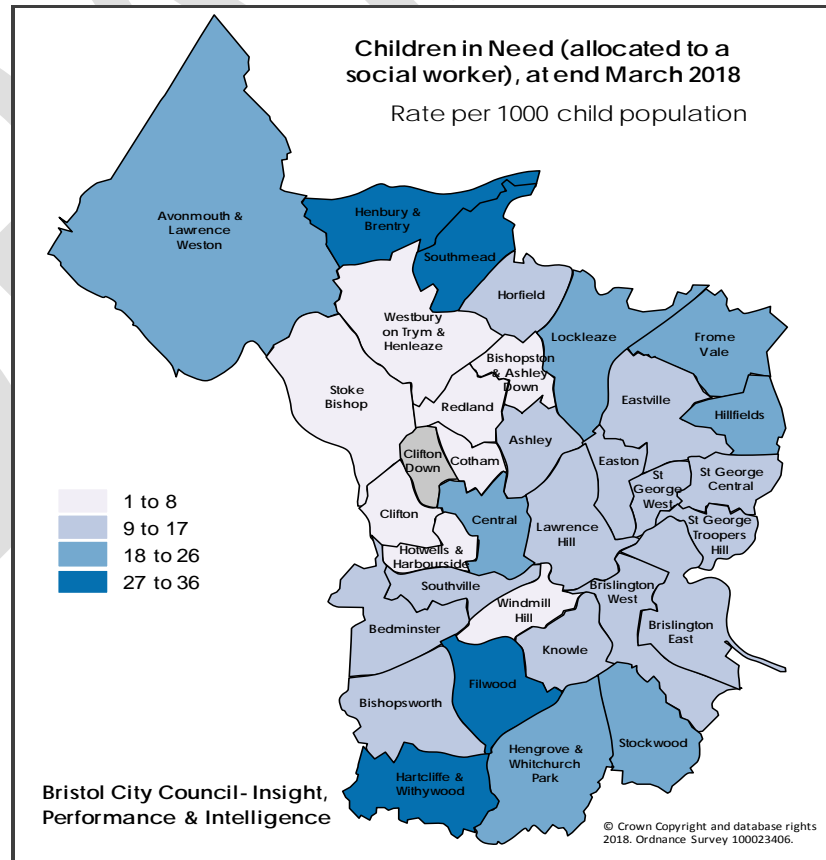 Children in Need (allocated to a
social worker), at end March 2018
Rate per 1000 child population
Avonmouth &
Lawrence
Weston
Henbury &
Brentry
Southmead
Horfield
Westbury
on Trym &
Henleaze
Lockleaze
Frome
Vale
Bishopston
& Ashley
Down
Stoke
Bishop
Redland
Eastville
Hillfields
Clifton
Down
Cotham
Ashley
Easton
St
George
West
St George
Central
1 to 8
9 to 17
18 to 26
27 to 36
Clifton
Central
Lawrence
Hill
St George
Troopers
Hill
Hotwells &
Harbourside
Southville
Windmill
Hill
Brislington
West
Bedminster
Brislington
East
Knowle
Filwood
Bishopsworth
Stockwood
Hengrove &
Whitchurch
Park
Hartcliffe &
Withywood
Bristol City Council- Insight,
Performance & Intelligence
© Crown Copyright and database rights
2018. Ordnance Survey 100023406.